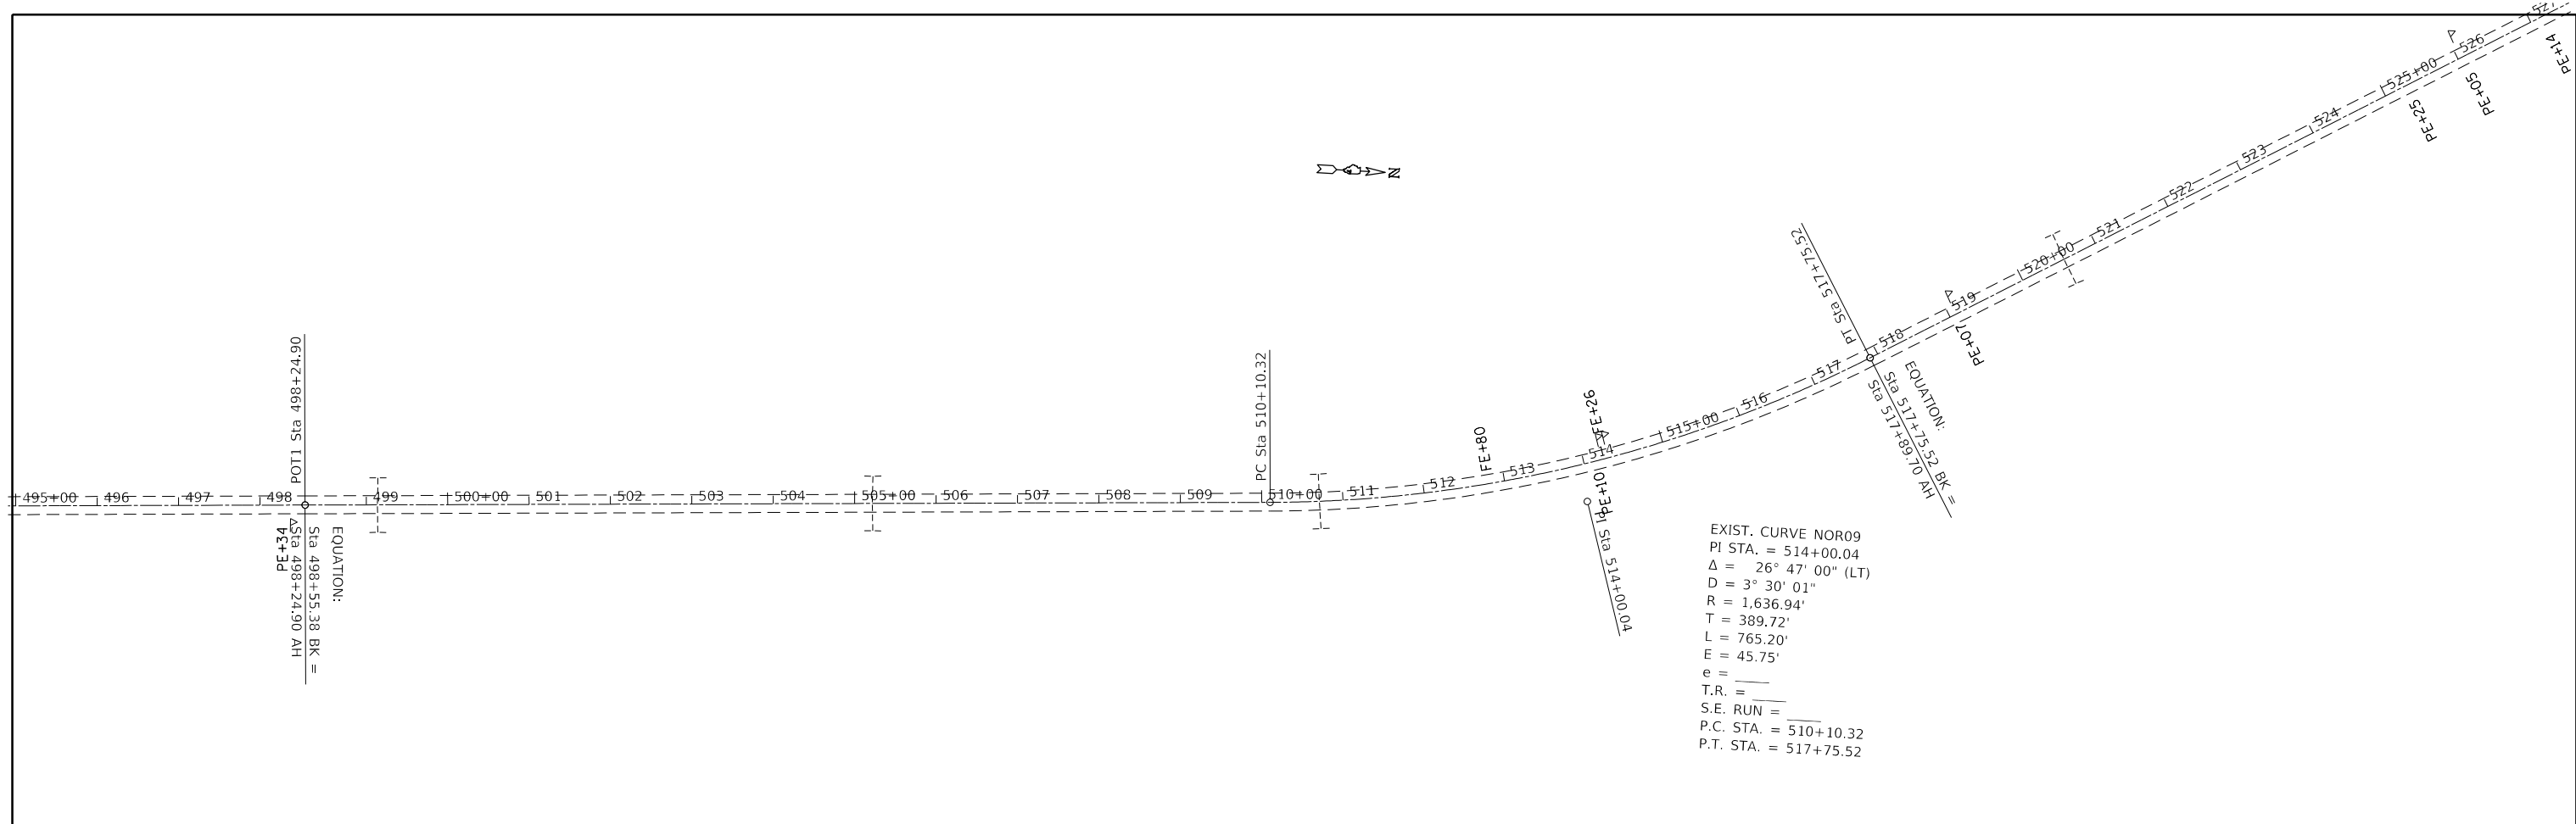 527
526
525+00
524
523
522
521
520+00
519
518
517
516
515+00
514
513
512
511
510+00
509
508
507
506
505+00
504
503
502
501
500+00
499
498
497
496
495+00
PE+14
PE+05
PE+25
PE+07
N
PT Sta 517+75.52
EQUATION:
Sta 517+75.52 BK =
Sta 517+89.70 AH
POT1 Sta 498+24.90
PC Sta 510+10.32
FE+80
FE+26
PE+10
PI Sta 514+00.04
PE+34
EQUATION:
Sta 498+55.38 BK =
Sta 498+24.90 AH
EXIST. CURVE NOR09
PI STA. = 514+00.04
Δ = 26° 47' 00" (LT)
D = 3° 30' 01"
R = 1,636.94'
T = 389.72'
L = 765.20'
E = 45.75'
e = ____
T.R. = ____
S.E. RUN = ____
P.C. STA. = 510+10.32
P.T. STA. = 517+75.52